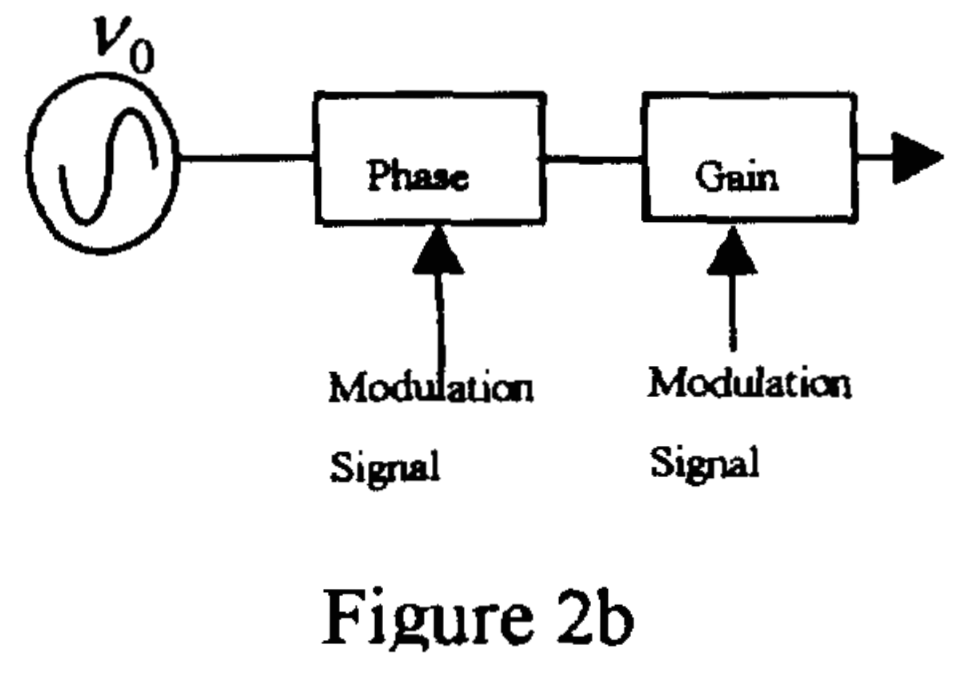 ν₀
Phase
Gain
Modulation
Signal
Modulation
Signal
Figure 2b